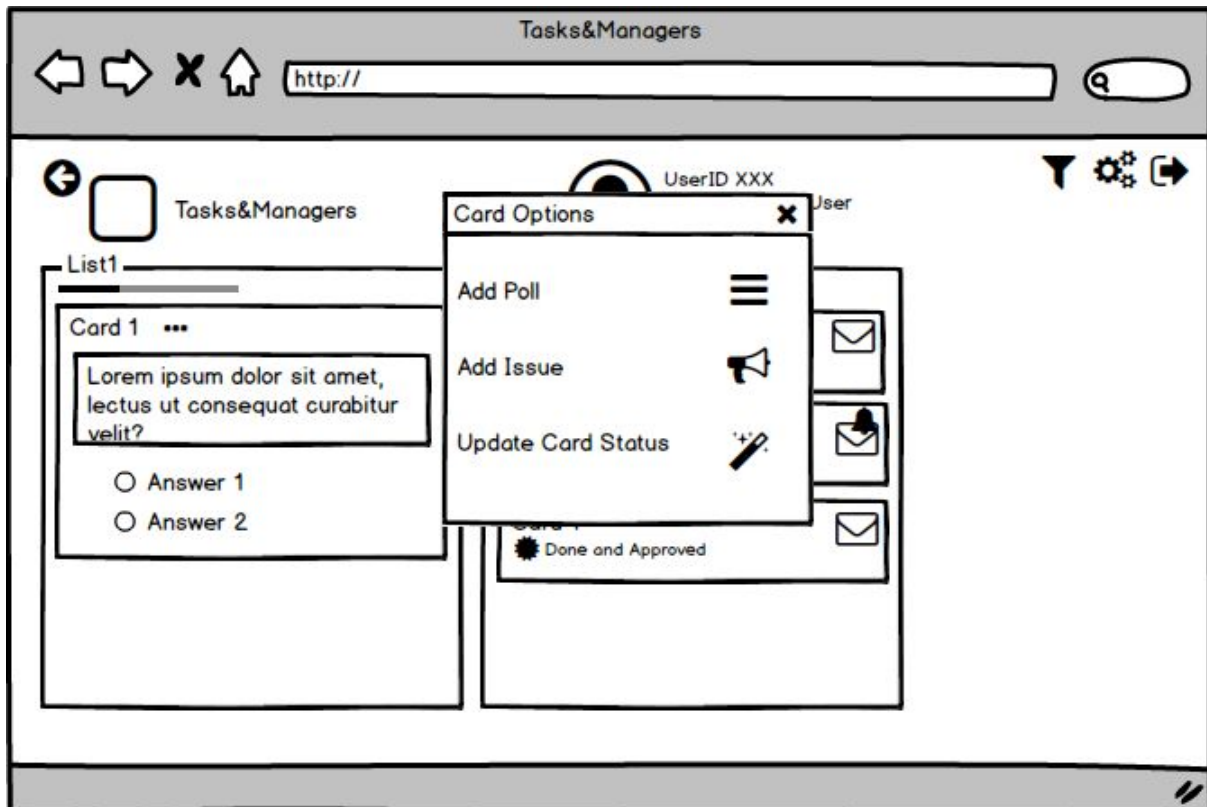 Tasks&Managers
http://
UserID XXX
User
Tasks&Managers
Card Options
List1
Add Poll
Card 1 •••
Lorem ipsum dolor sit amet,
lectus ut consequat curabitur
velit?
Add Issue
Update Card Status
Answer 1
Answer 2
Done and Approved